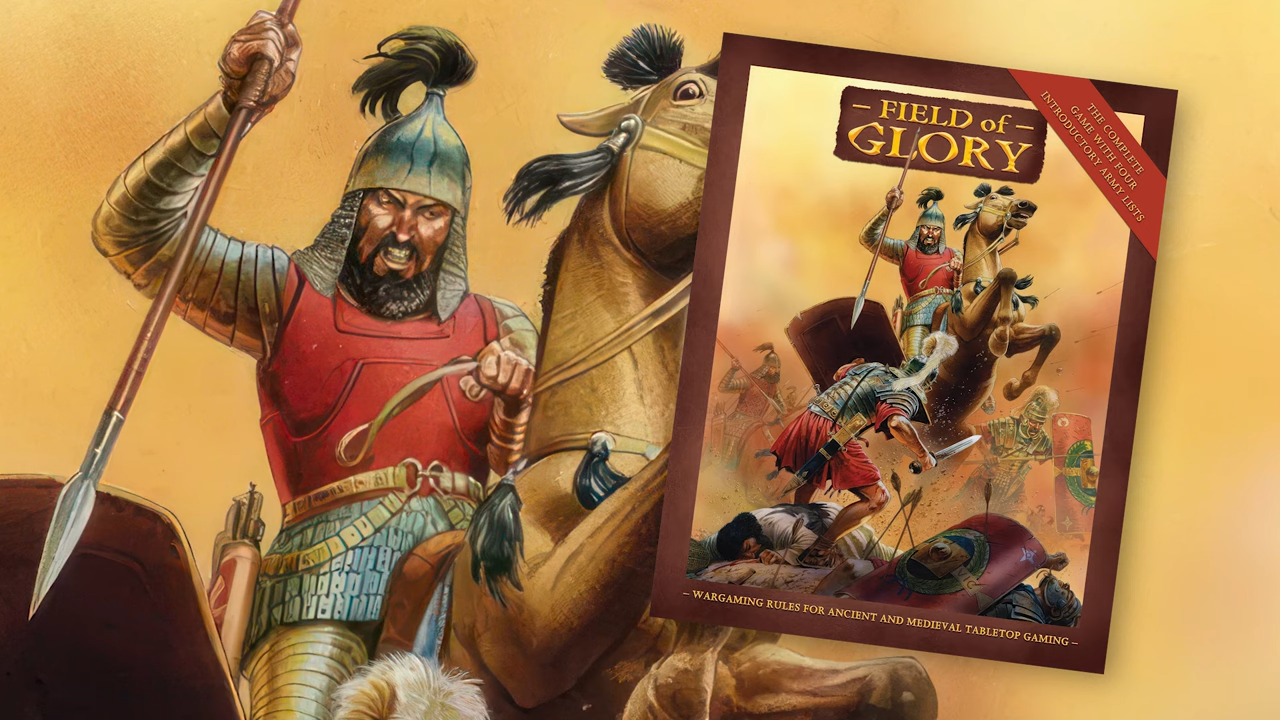 – FIELD of –
GLORY
THE COMPLETE
GAME WITH FOUR
INTRODUCTORY ARMY LISTS
– WARGAMING RULES FOR ANCIENT AND MEDIEVAL TABLETOP GAMING –